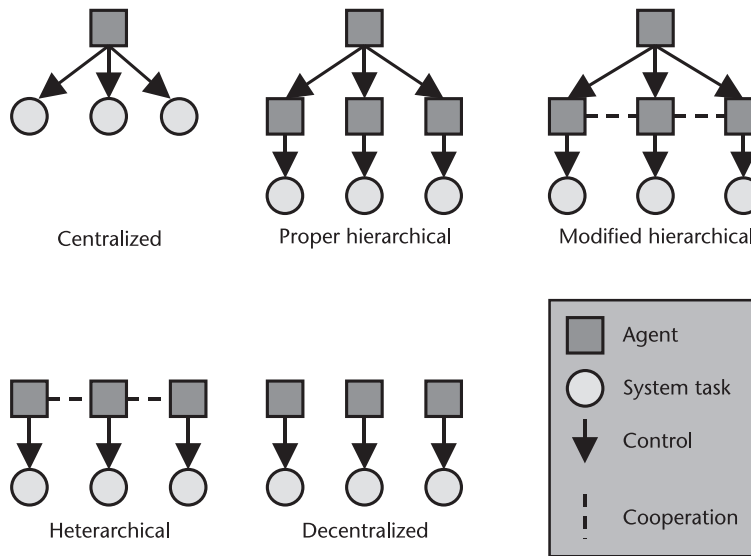 Centralized
Proper hierarchical
Modified hierarchical
Agent
System task
Control
Cooperation
Heterarchical
Decentralized